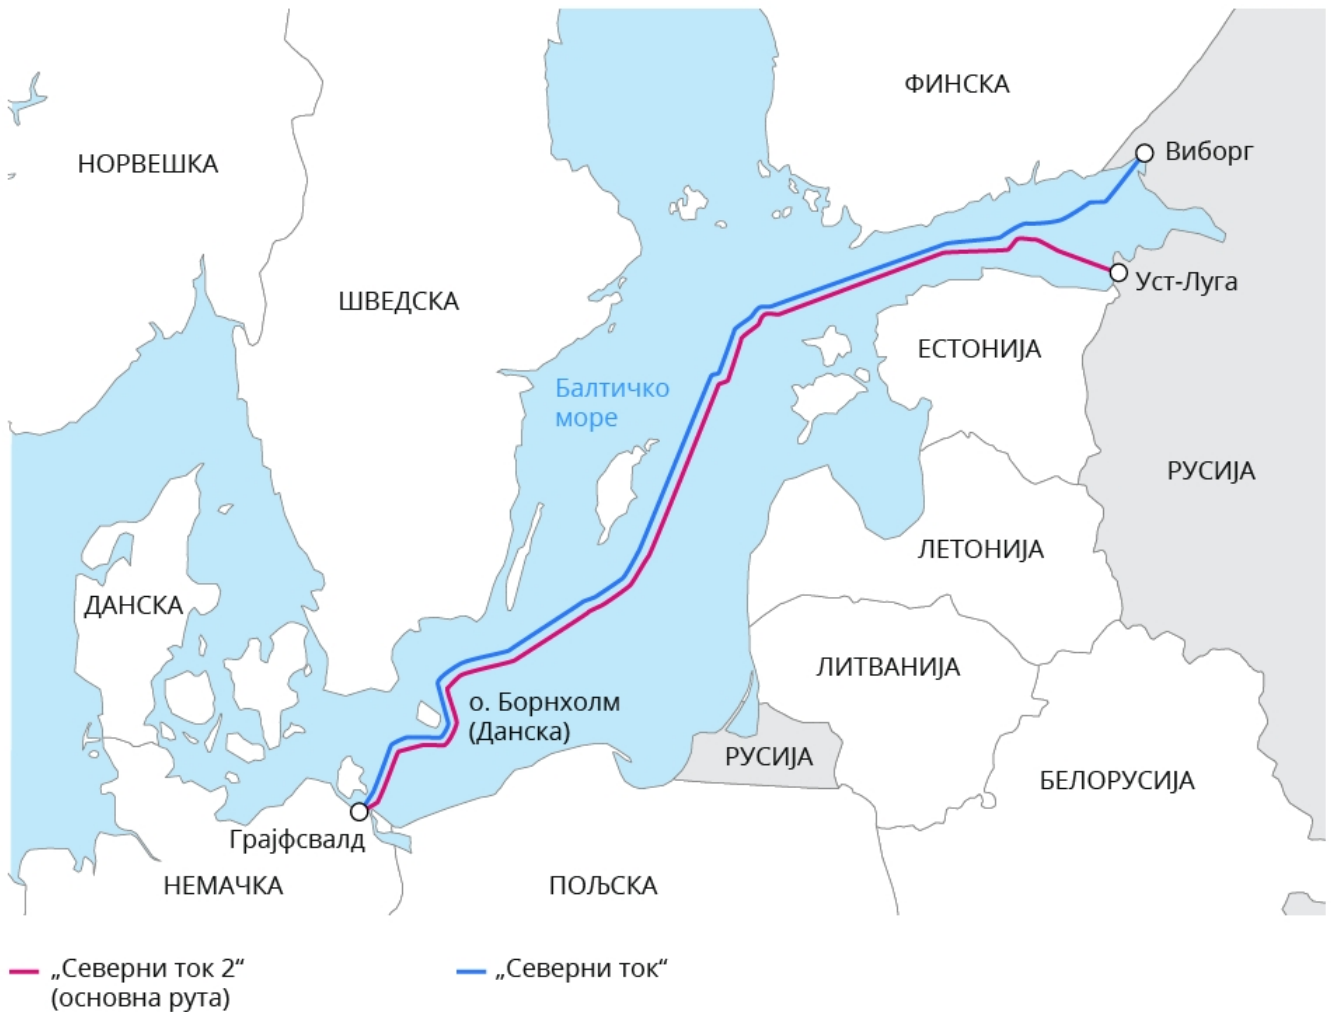 ФИНСКА
Виборг
НОРВЕШКА
Уст-Луга
ШВЕДСКА
ЕСТОНИЈА
Балтичко
море
РУСИЈА
ЛЕТОНИЈА
ДАНСКА
ЛИТВАНИЈА
о. Борнхолм
(Данска)
РУСИЈА
БЕЛОРУСИЈА
Грајфсвалд
НЕМАЧКА
ПОЉСКА
„Северни ток 2“
(основна рута)
„Северни ток“